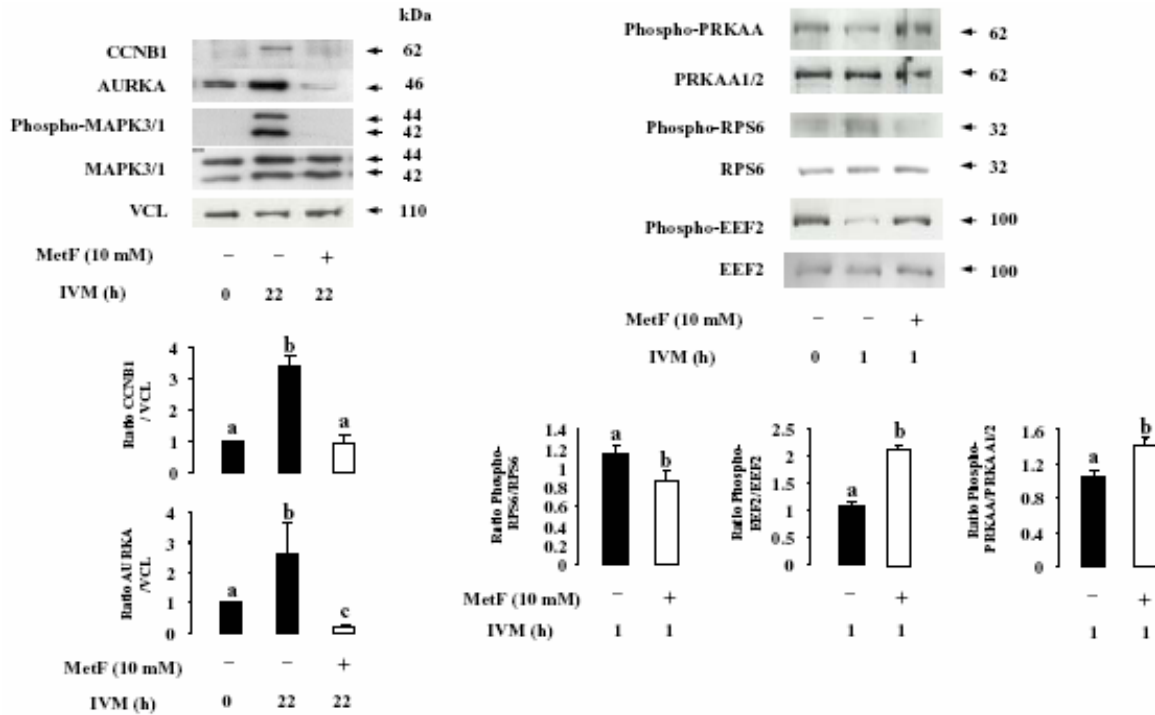 kDa
CCNB1 62
AURKA 46
Phospho-MAPK3/1 44
42
MAPK3/1 44
42
VCL 110
MetF (10 mM) – – +
IVM (h) 0 22 22
Phospho-PRKAA 62
PRKAA1/2 62
Phospho-RPS6 32
RPS6 32
Phospho-EEF2 100
EEF2 100
MetF (10 mM) – – +
IVM (h) 0 1 1
Ratio CCNB1
/VCL
4
3
2
1
0
a b a
Ratio AURKA
/VCL
4
3
2
1
0
a b c
MetF (10 mM) – – +
IVM (h) 0 22 22
Ratio Phospho-
RPS6/RPS6
1.4
1.2
1
0.8
0.6
0.4
0.2
0
a b
Ratio Phospho-
EEF2/EEF2
2.5
2
1.5
1
0.5
0
a b
Ratio Phospho-
PRKAA/PRKAA1/2
1.6
1.2
0.8
0.4
0
a b
MetF (10 mM) – + – + – +
IVM (h) 1 1 1 1 1 1